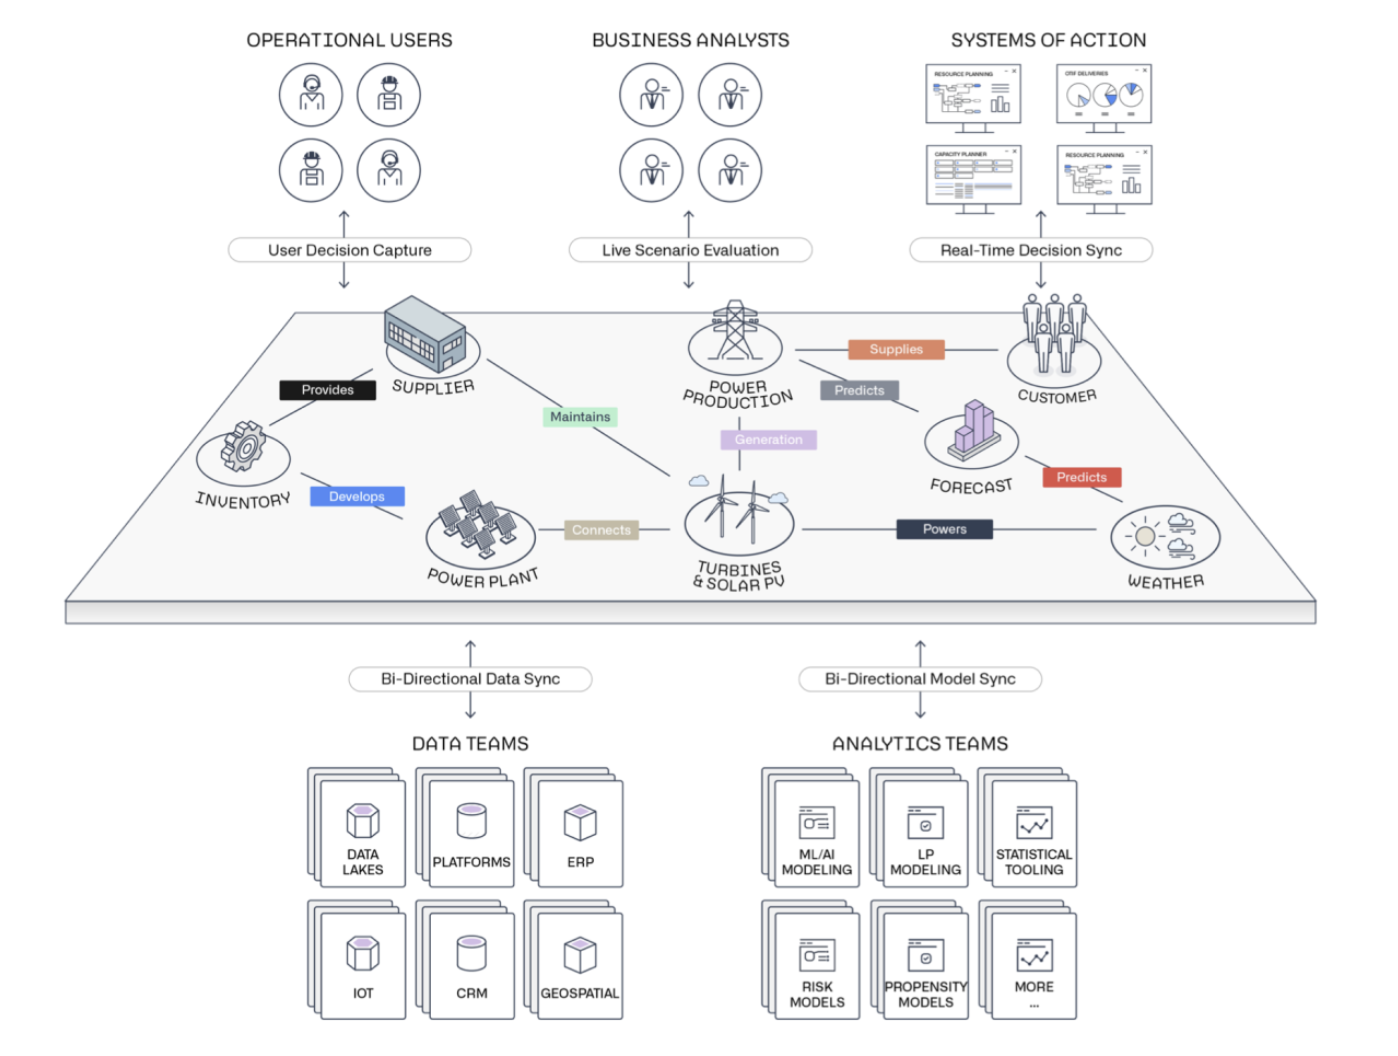 OPERATIONAL USERS
BUSINESS ANALYSTS
SYSTEMS OF ACTION
RESOURCE PLANNING
OTIF DELIVERIES
CAPACITY PLANNER
RESOURCE PLANNING
User Decision Capture
Live Scenario Evaluation
Real-Time Decision Sync
SUPPLIER
POWER
PRODUCTION
CUSTOMER
Supplies
Provides
Predicts
Maintains
Generation
INVENTORY
FORECAST
Predicts
Develops
Connects
Powers
POWER PLANT
TURBINES
& SOLAR PV
WEATHER
Bi-Directional Data Sync
Bi-Directional Model Sync
DATA TEAMS
ANALYTICS TEAMS
DATA
LAKES
PLATFORMS
ERP
ML/AI
MODELING
LP
MODELING
STATISTICAL
TOOLING
IOT
CRM
GEOSPATIAL
RISK
MODELS
PROPENSITY
MODELS
MORE
...